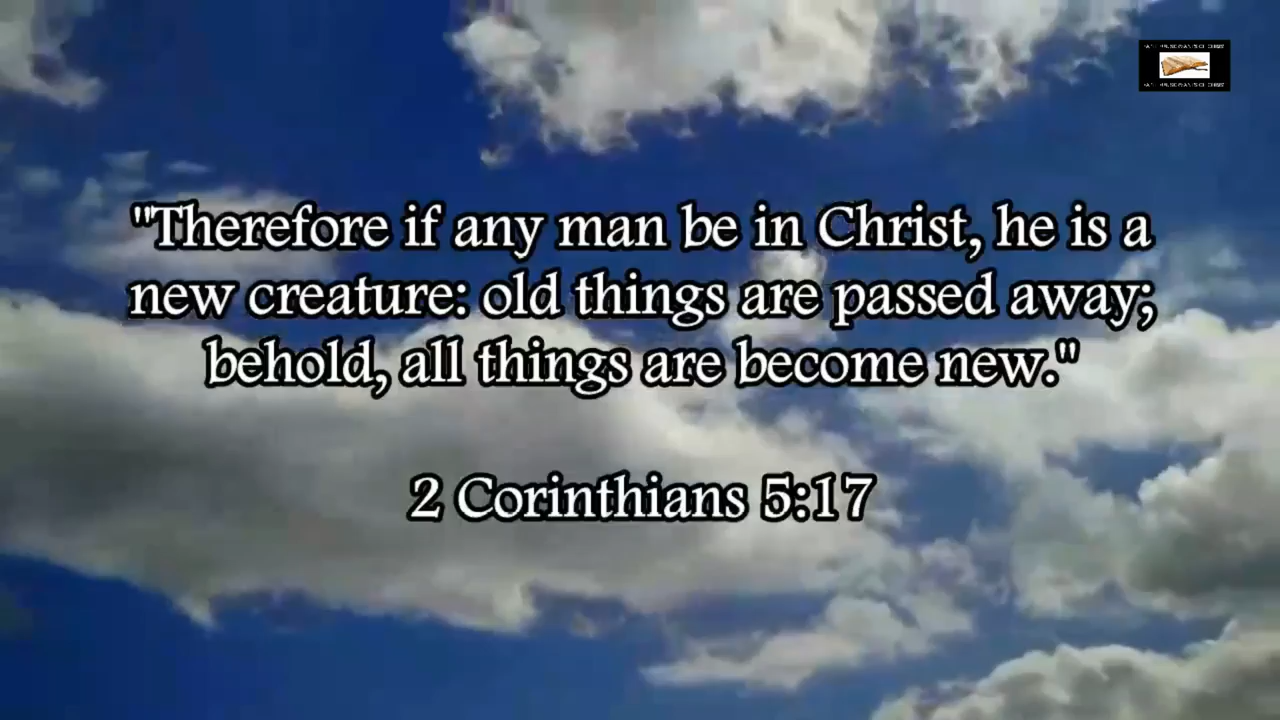 "Therefore if any man be in Christ, he is a
new creature: old things are passed away;
behold, all things are become new."
2 Corinthians 5:17